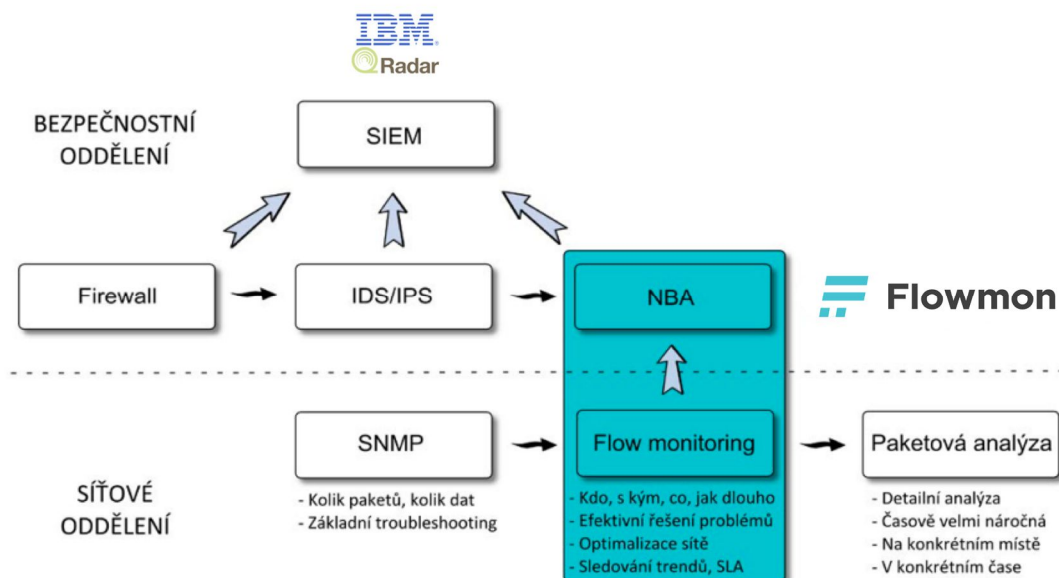 IBM.
QRadar
BEZPEČNOSTNÍ
ODDĚLENÍ
SIEM
Firewall
IDS/IPS
NBA
Flowmon
SÍŤOVÉ
ODDĚLENÍ
SNMP
- Kolik paketů, kolik dat
- Základní troubleshooting
Flow monitoring
- Kdo, s kým, co, jak dlouho
- Efektivní řešení problémů
- Optimalizace sítě
- Sledování trendů, SLA
Paketová analýza
- Detailní analýza
- Časově velmi náročná
- Na konkrétním místě
- V konkrétním čase